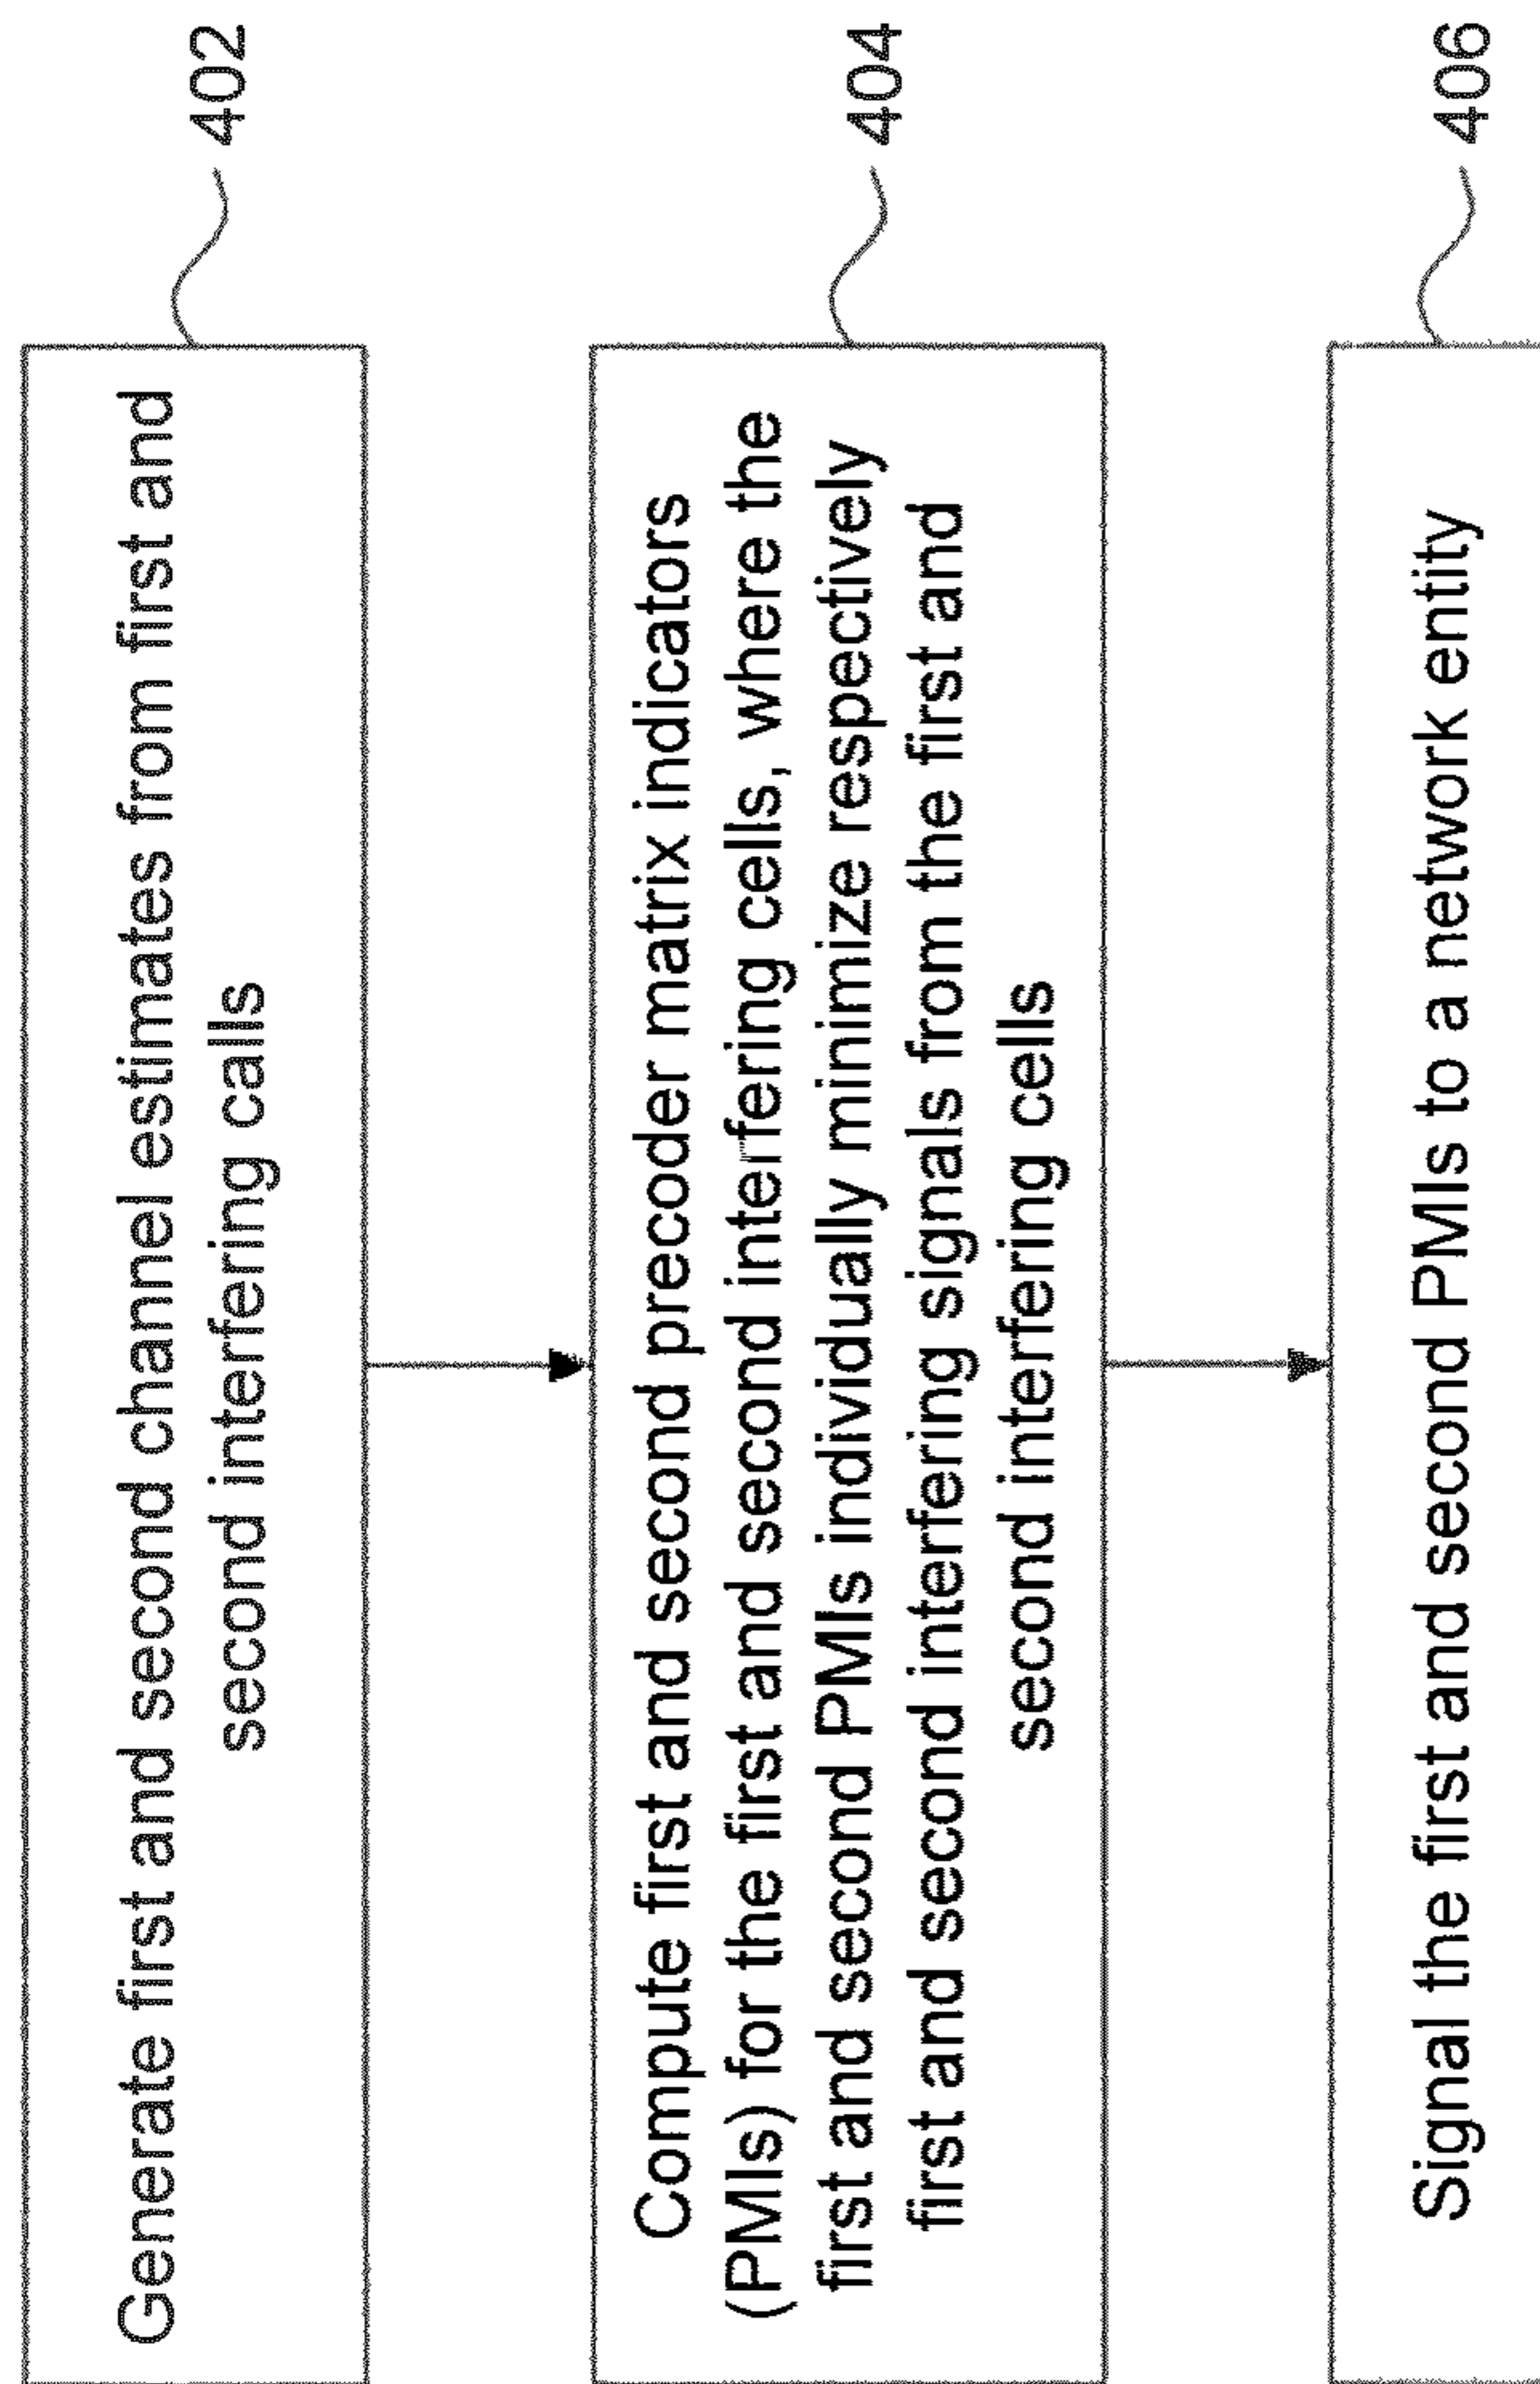 Generate first and second channel estimates from first and
second interfering calls
402
Compute first and second precoder matrix indicators
(PMIs) for the first and second interfering cells, where the
first and second PMIs individually minimize respectively
first and second interfering signals from the first and
second interfering cells
404
Signal the first and second PMIs to a network entity
406